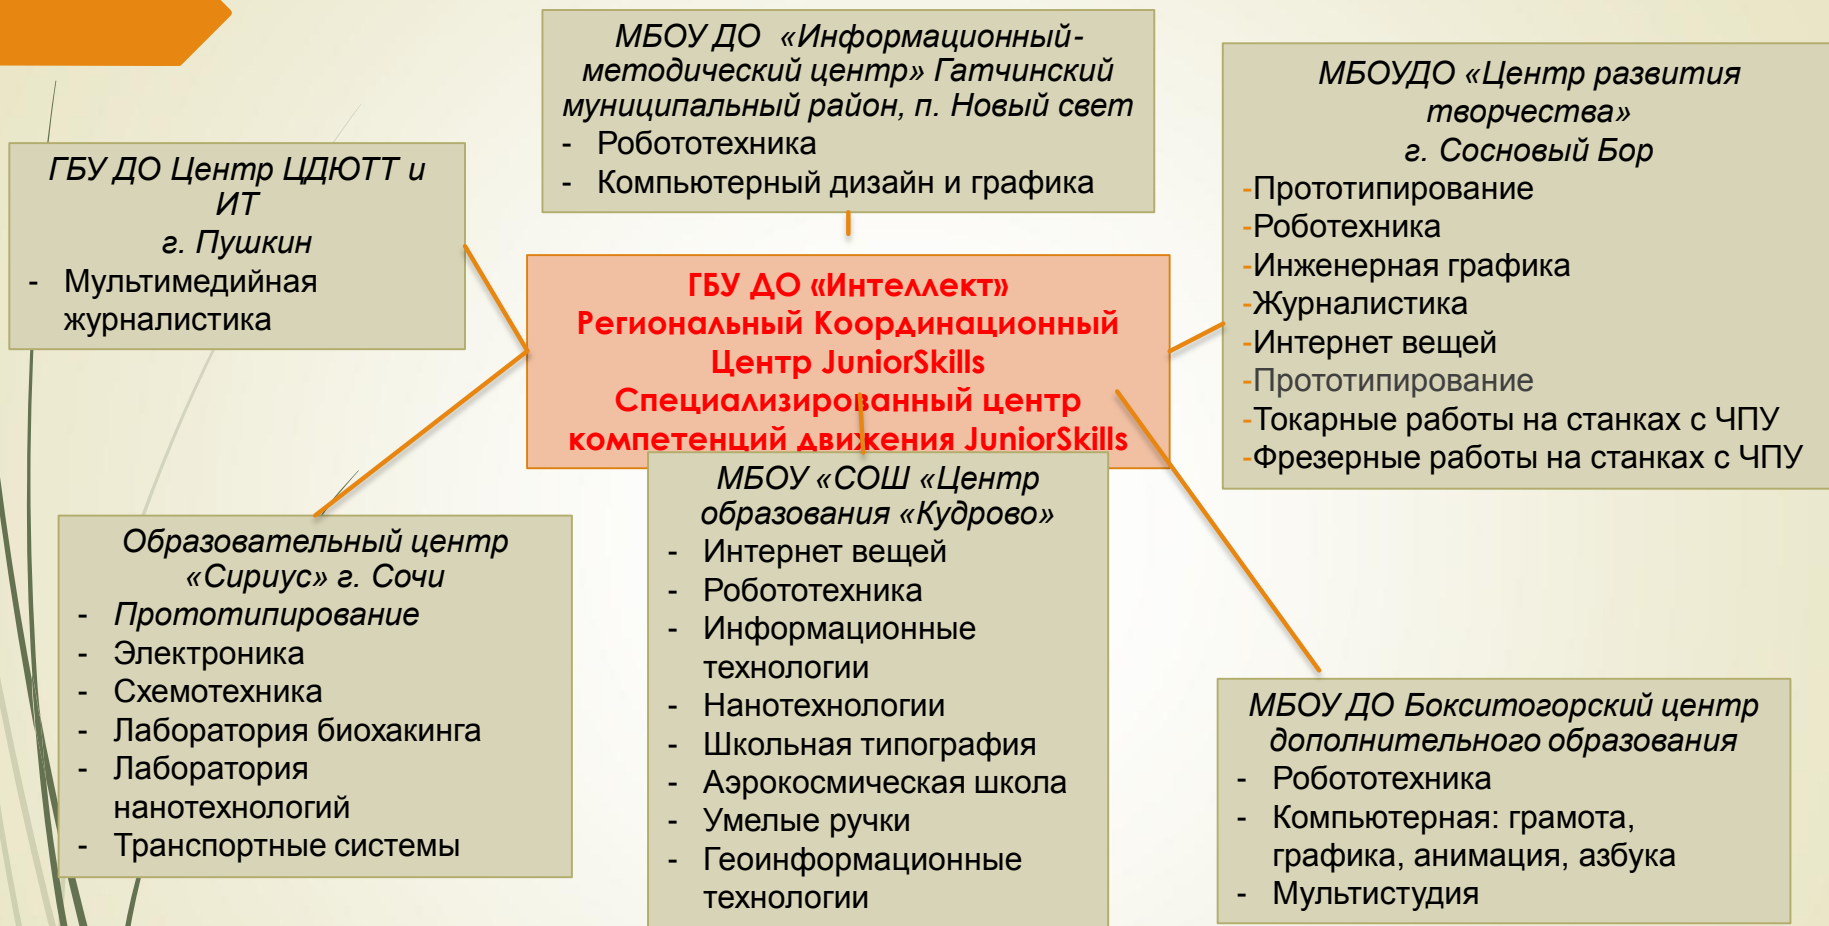 МБОУ ДО «Информационный-
методический центр» Гатчинский
муниципальный район, п. Новый свет
- Робототехника
- Компьютерный дизайн и графика
МБОУДО «Центр развития
творчества»
г. Сосновый Бор
-Прототипирование
-Роботехника
-Инженерная графика
-Журналистика
-Интернет вещей
-Прототипирование
-Токарные работы на станках с ЧПУ
-Фрезерные работы на станках с ЧПУ
ГБУ ДО Центр ЦДЮТТ и
ИТ
г. Пушкин
- Мультимедийная
журналистика
ГБУ ДО «Интеллект»
Региональный Координационный
Центр JuniorSkills
Специализированный центр
компетенций движения JuniorSkills
Образовательный центр
«Сириус» г. Сочи
- Прототипирование
- Электроника
- Схемотехника
- Лаборатория биохакинга
- Лаборатория
нанотехнологий
- Транспортные системы
МБОУ «СОШ «Центр
образования «Кудрово»
- Интернет вещей
- Робототехника
- Информационные
технологии
- Нанотехнологии
- Школьная типография
- Аэрокосмическая школа
- Умелые ручки
- Геоинформационные
технологии
МБОУ ДО Бокситогорский центр
дополнительного образования
- Робототехника
- Компьютерная: грамота,
графика, анимация, азбука
- Мультистудия